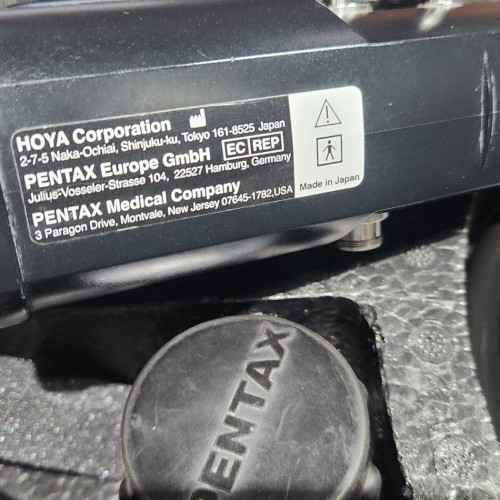 HOYA Corporation
2-7-5 Naka-Ochiai, Shinjuku-ku, Tokyo 161-8525 Japan
PENTAX Europe GmbH EC REP
Julius-Vosseler-Strasse 104, 22527 Hamburg, Germany
PENTAX Medical Company
3 Paragon Drive, Montvale, New Jersey 07645-1782, USA
Made in Japan
PENTAX